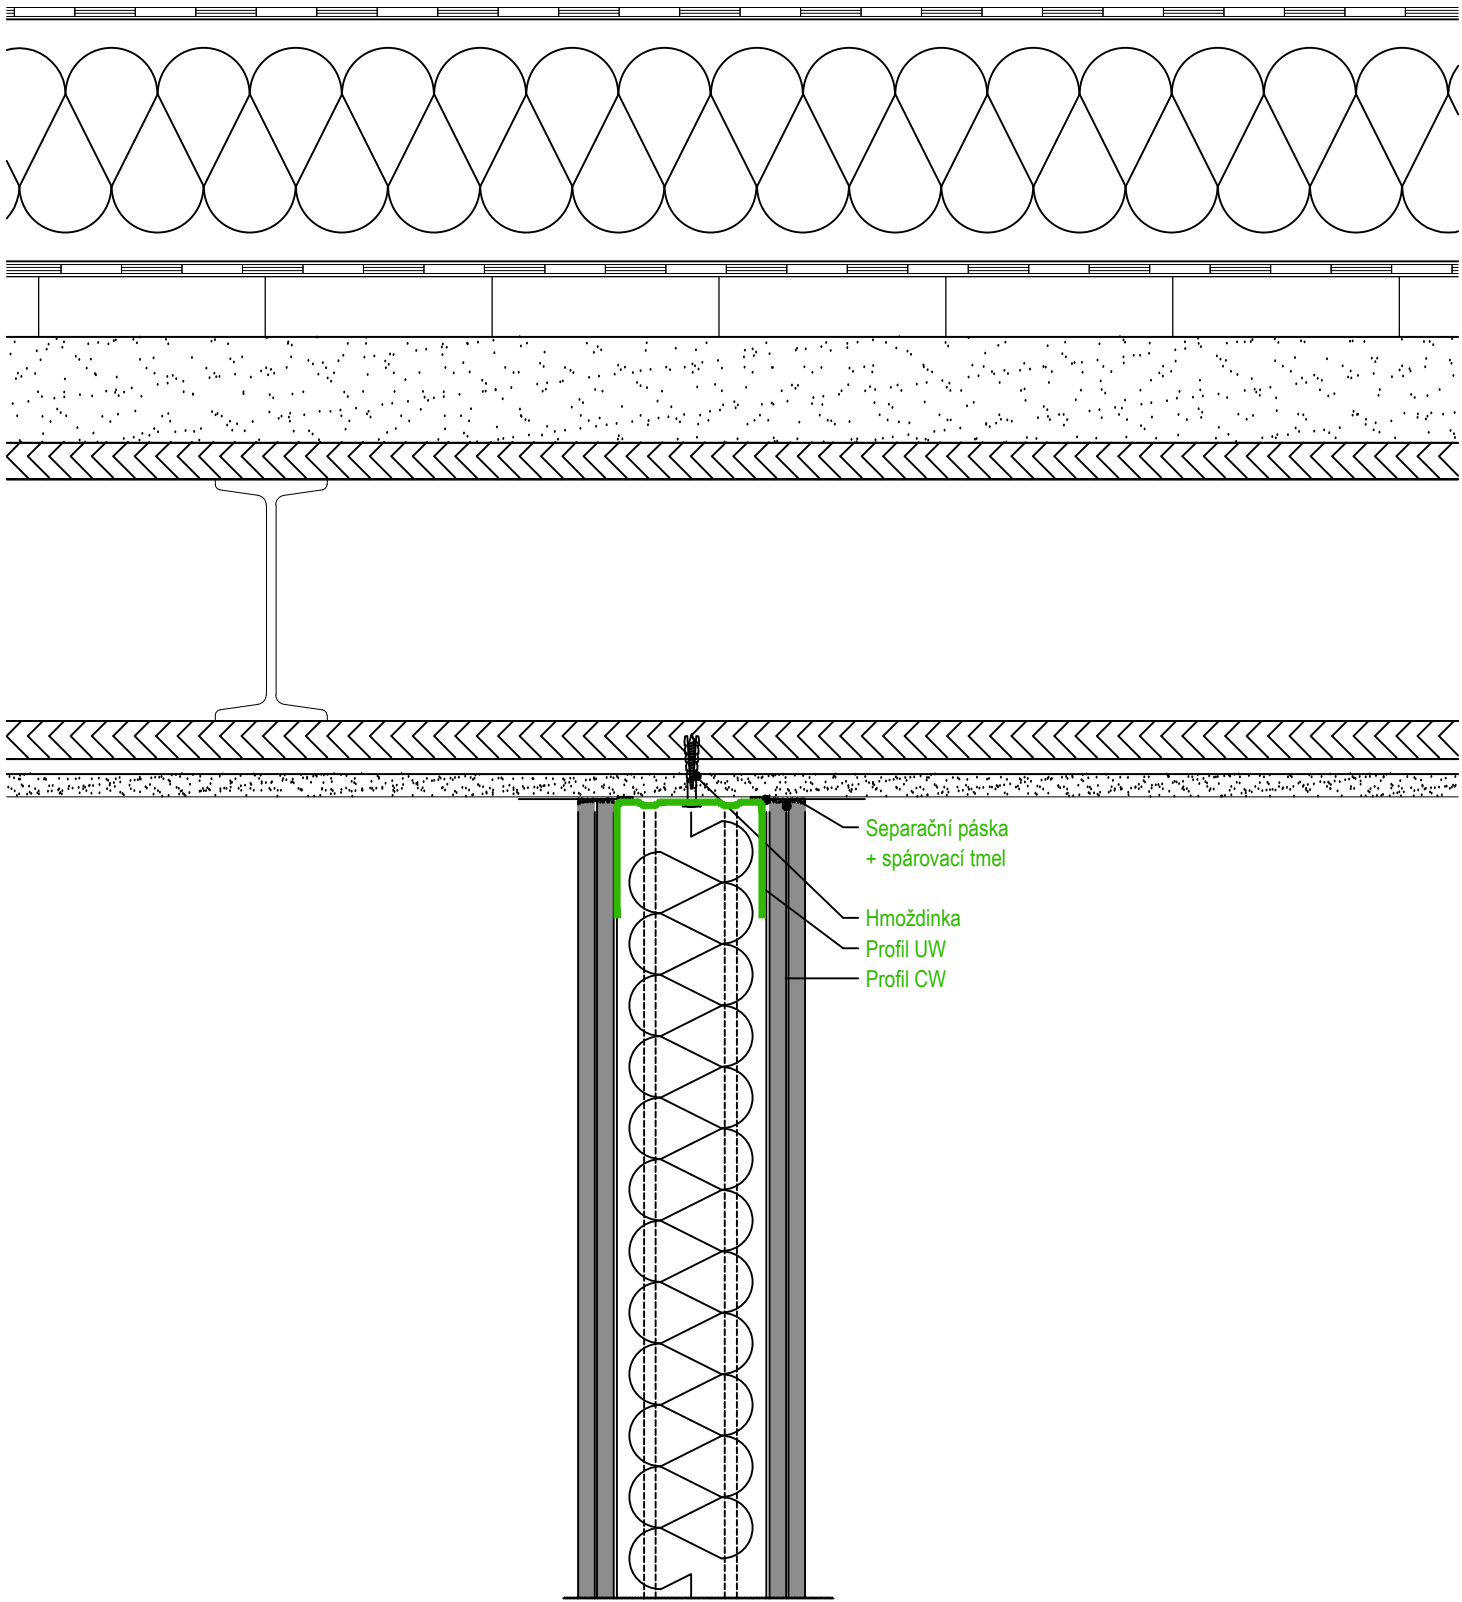 Separační páska
+ spárovací tmel
Hmoždinka
Profil UW
Profil CW